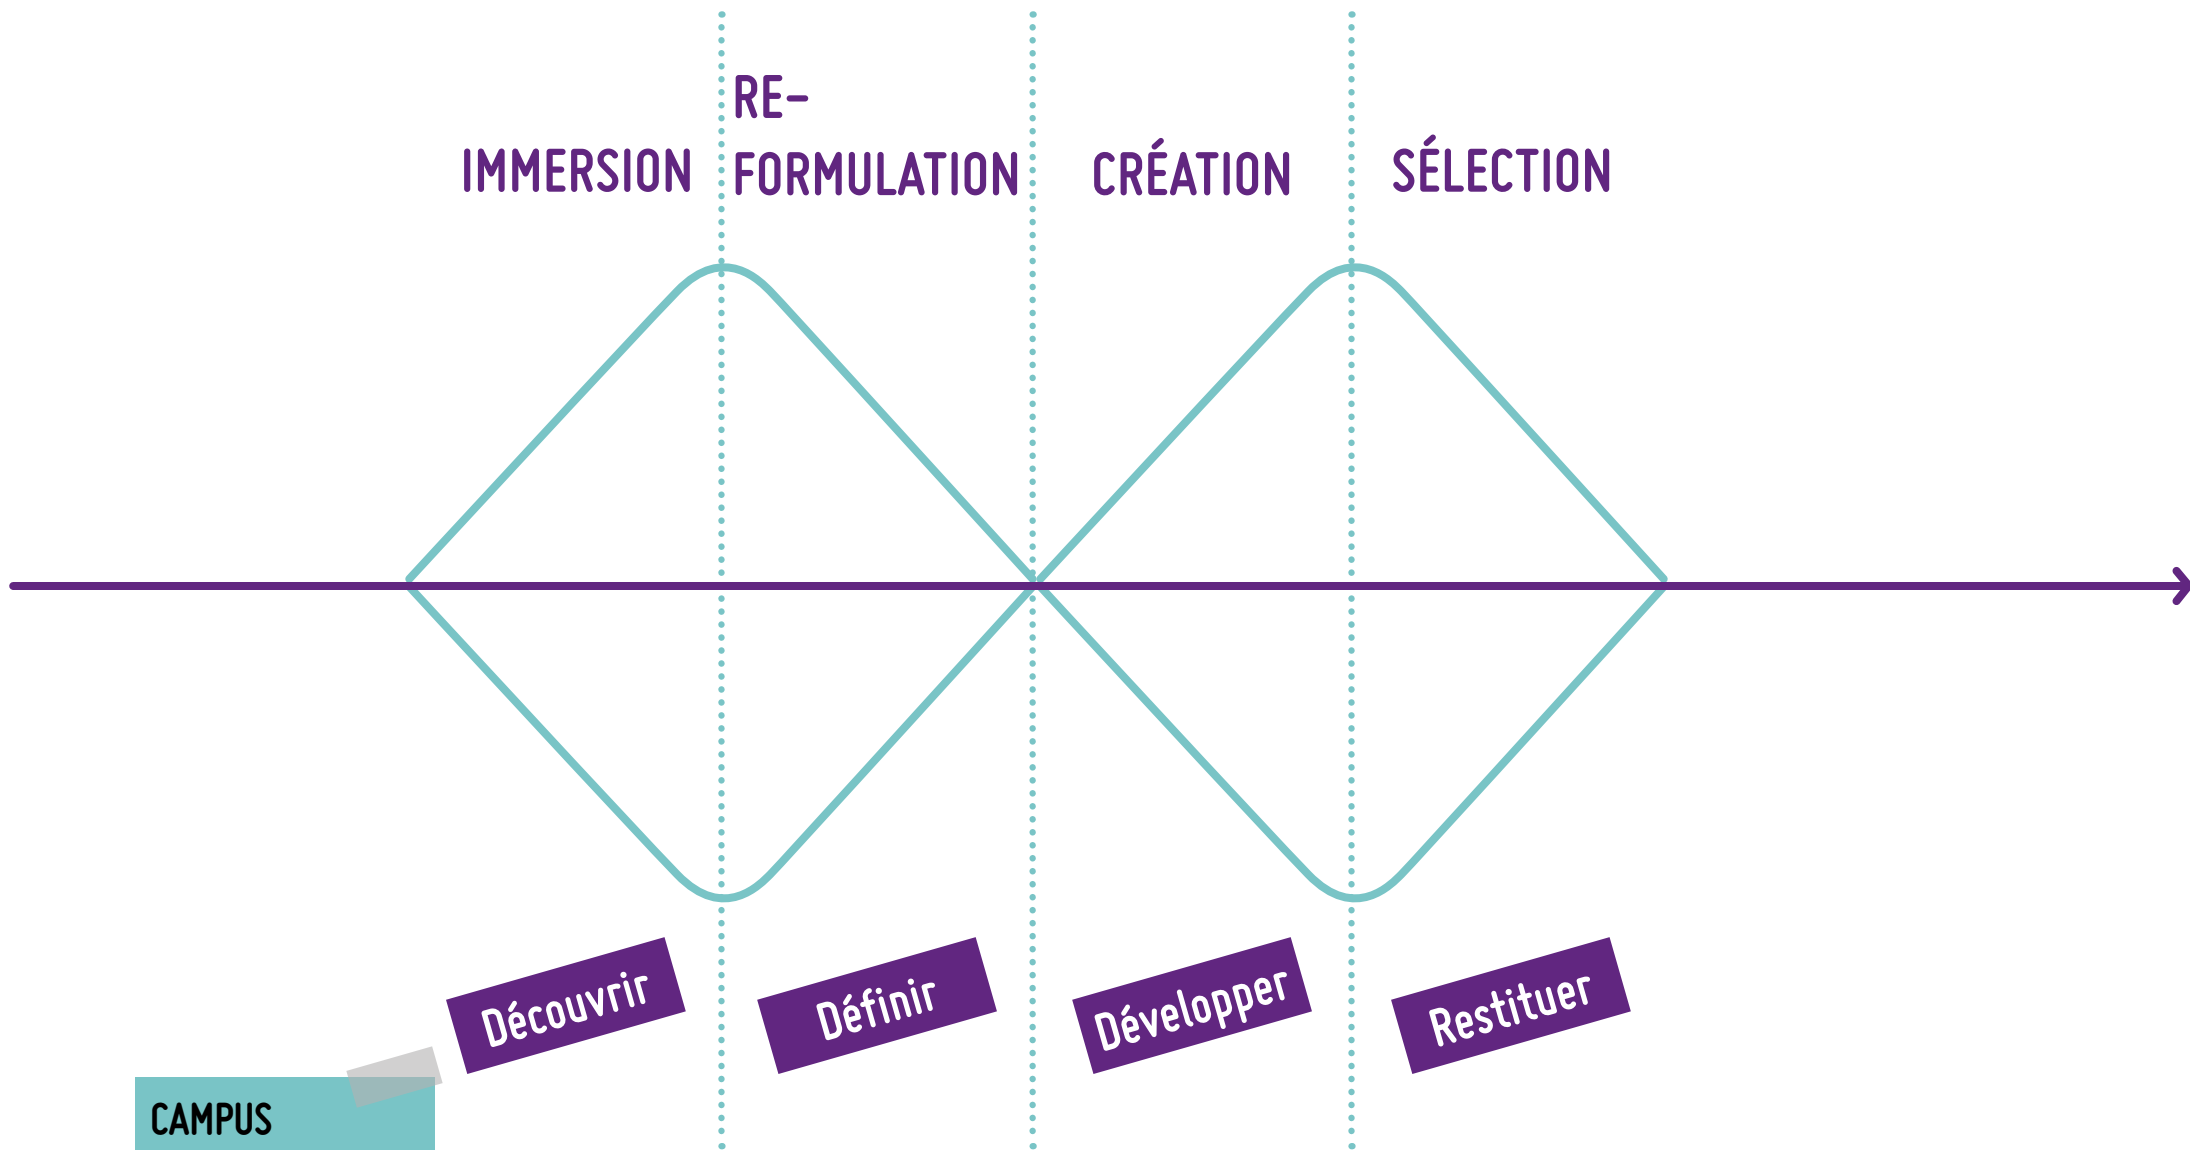 IMMERSION
RE-
FORMULATION
CRÉATION
SÉLECTION
Découvrir
Définir
Développer
Restituer
CAMPUS